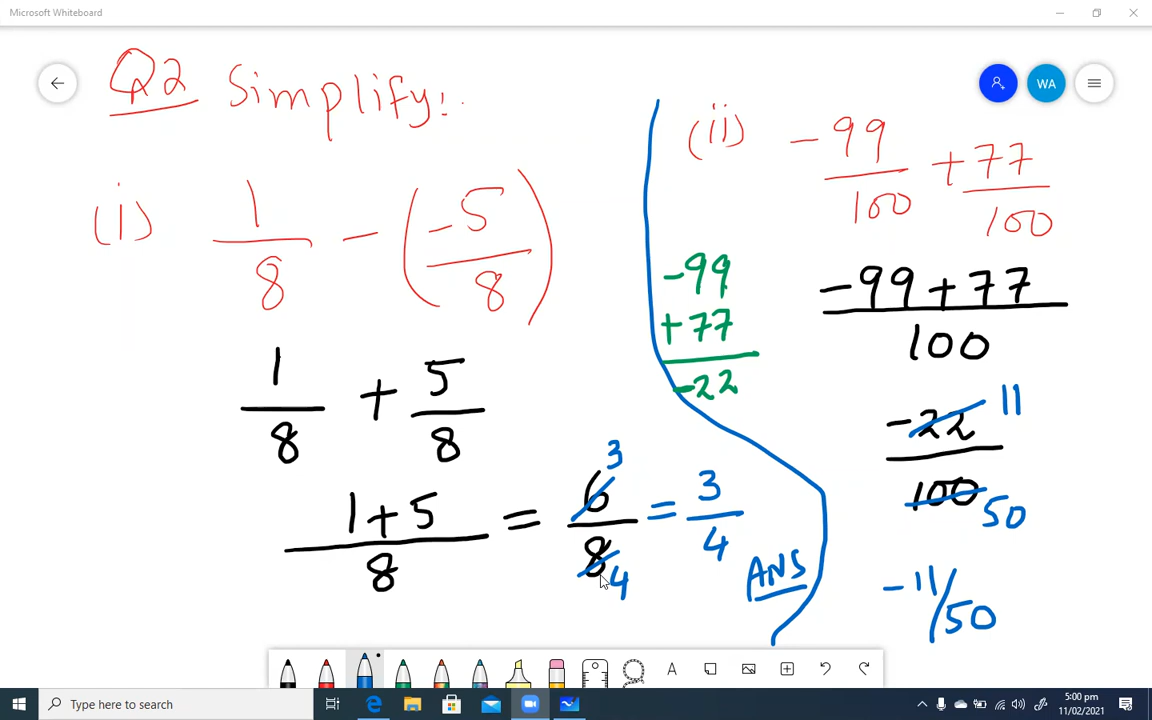 Microsoft Whiteboard
Q2 Simplify:
WA
(i) 1/8 - (-5/8)
1/8 + 5/8
1+5/8 = 6/8 = 3/4
3
4
ANS
(ii) -99/100 + 77/100
-99
+77
-22
-99+77/100
-22/100
11
50
-11/50
A
Type here to search
5:00 pm
11/02/2021